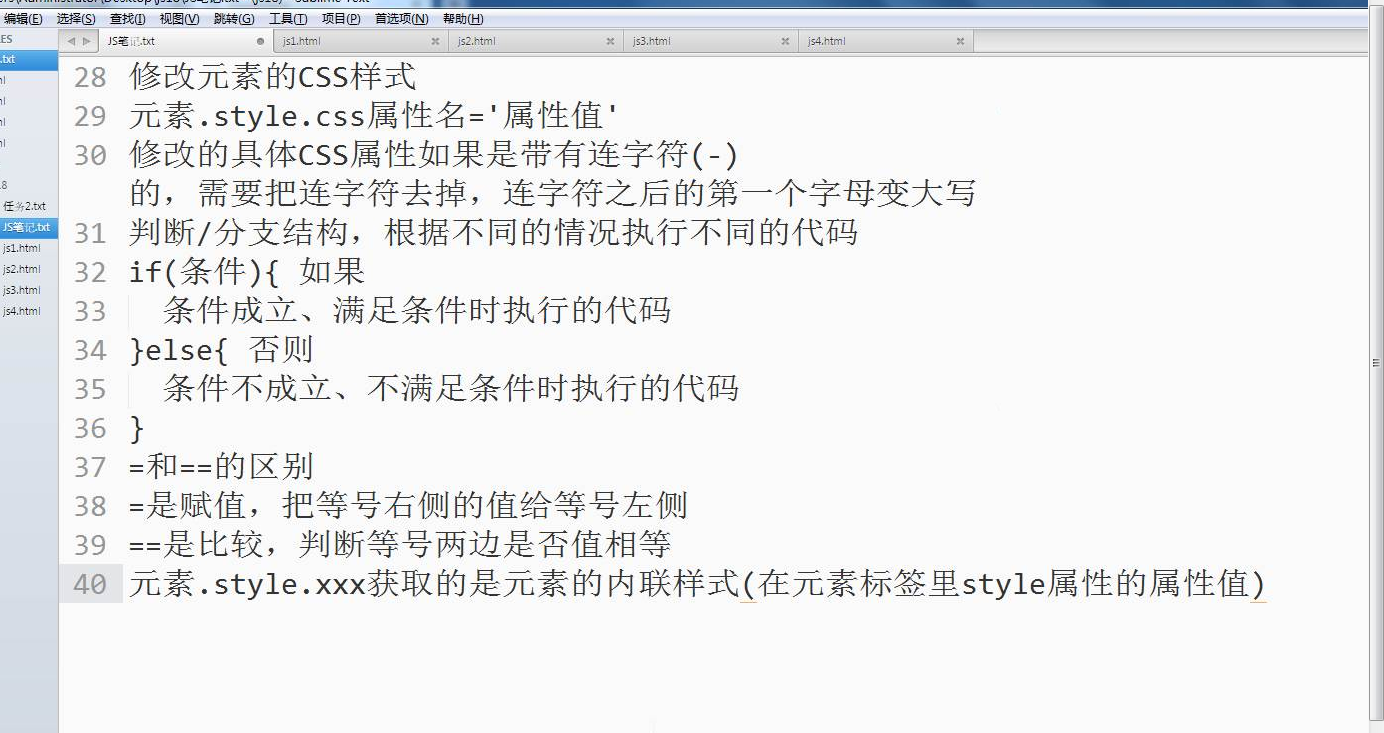 编辑(E) 选择(S) 查找(I) 视图(V) 跳转(G) 工具(T) 项目(P) 首选项(N) 帮助(H)
JS笔记.txt js1.html js2.html js3.html js4.html
任务2.txt
JS笔记.txt
js1.html
js2.html
js3.html
js4.html
28 修改元素的CSS样式
29 元素.style.css属性名='属性值'
30 修改的具体CSS属性如果是带有连字符(-)
的，需要把连字符去掉，连字符之后的第一个字母变大写
31 判断/分支结构，根据不同的情况执行不同的代码
32 if(条件){ 如果
33 条件成立、满足条件时执行的代码
34 }else{ 否则
35 条件不成立、不满足条件时执行的代码
36 }
37 =和==的区别
38 =是赋值，把等号右侧的值给等号左侧
39 ==是比较，判断等号两边是否值相等
40 元素.style.xxx获取的是元素的内联样式(在元素标签里style属性的属性值)